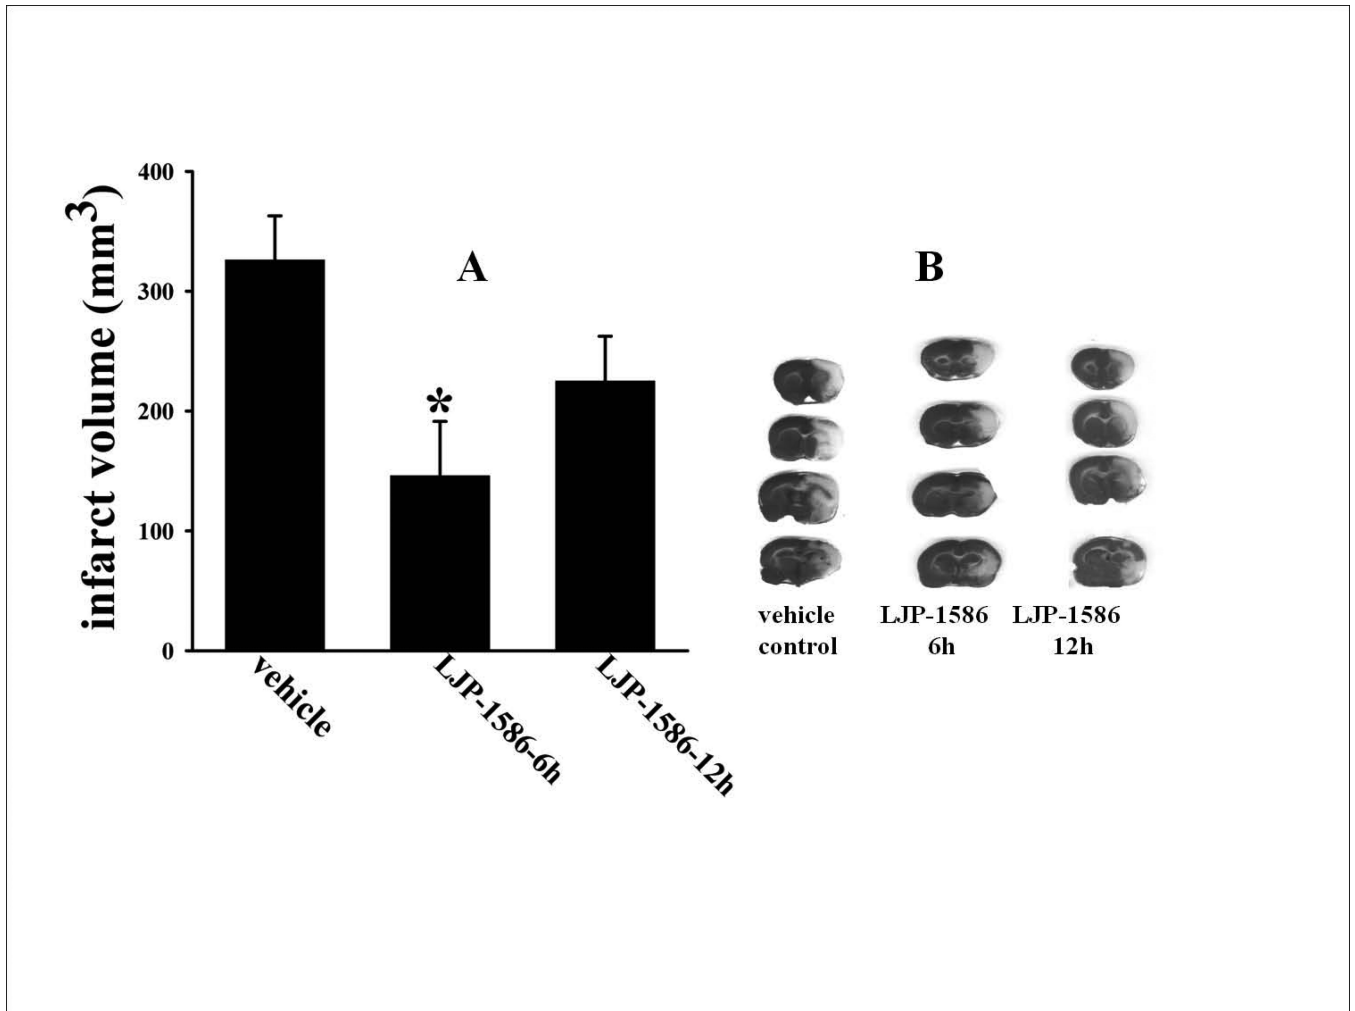 400
300
200
100
0
infarct volume (mm³)
A
*
vehicle
LJP-1586-6h
LJP-1586-12h
B
vehicle
control
LJP-1586
6h
LJP-1586
12h